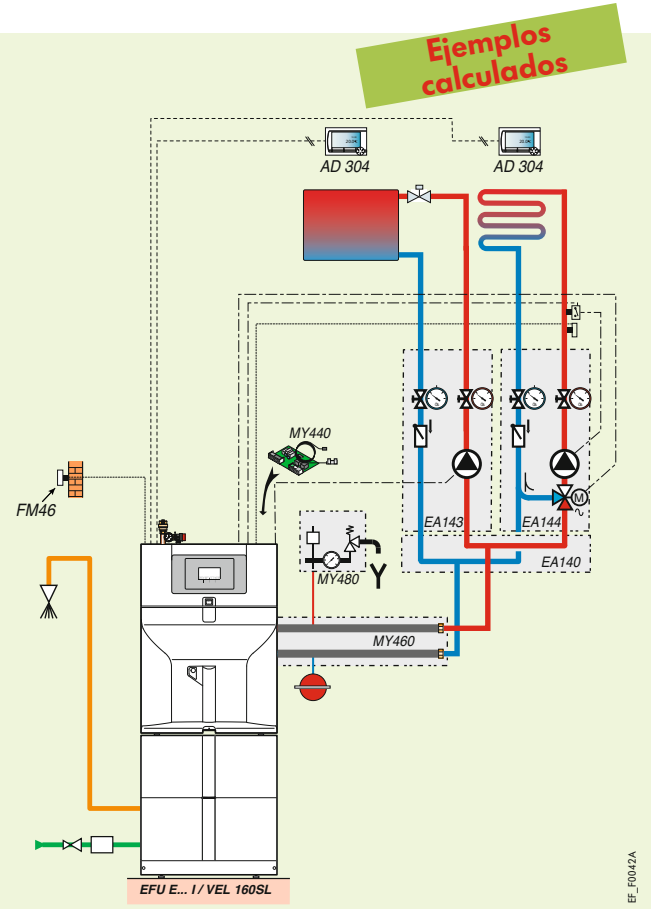 Ejemplos
calculados
AD 304
AD 304
MY440
FM46
EA143
EA144
M
EA140
MY480
MY460
EFU E... I / VEL 160SL
EF_F0042A